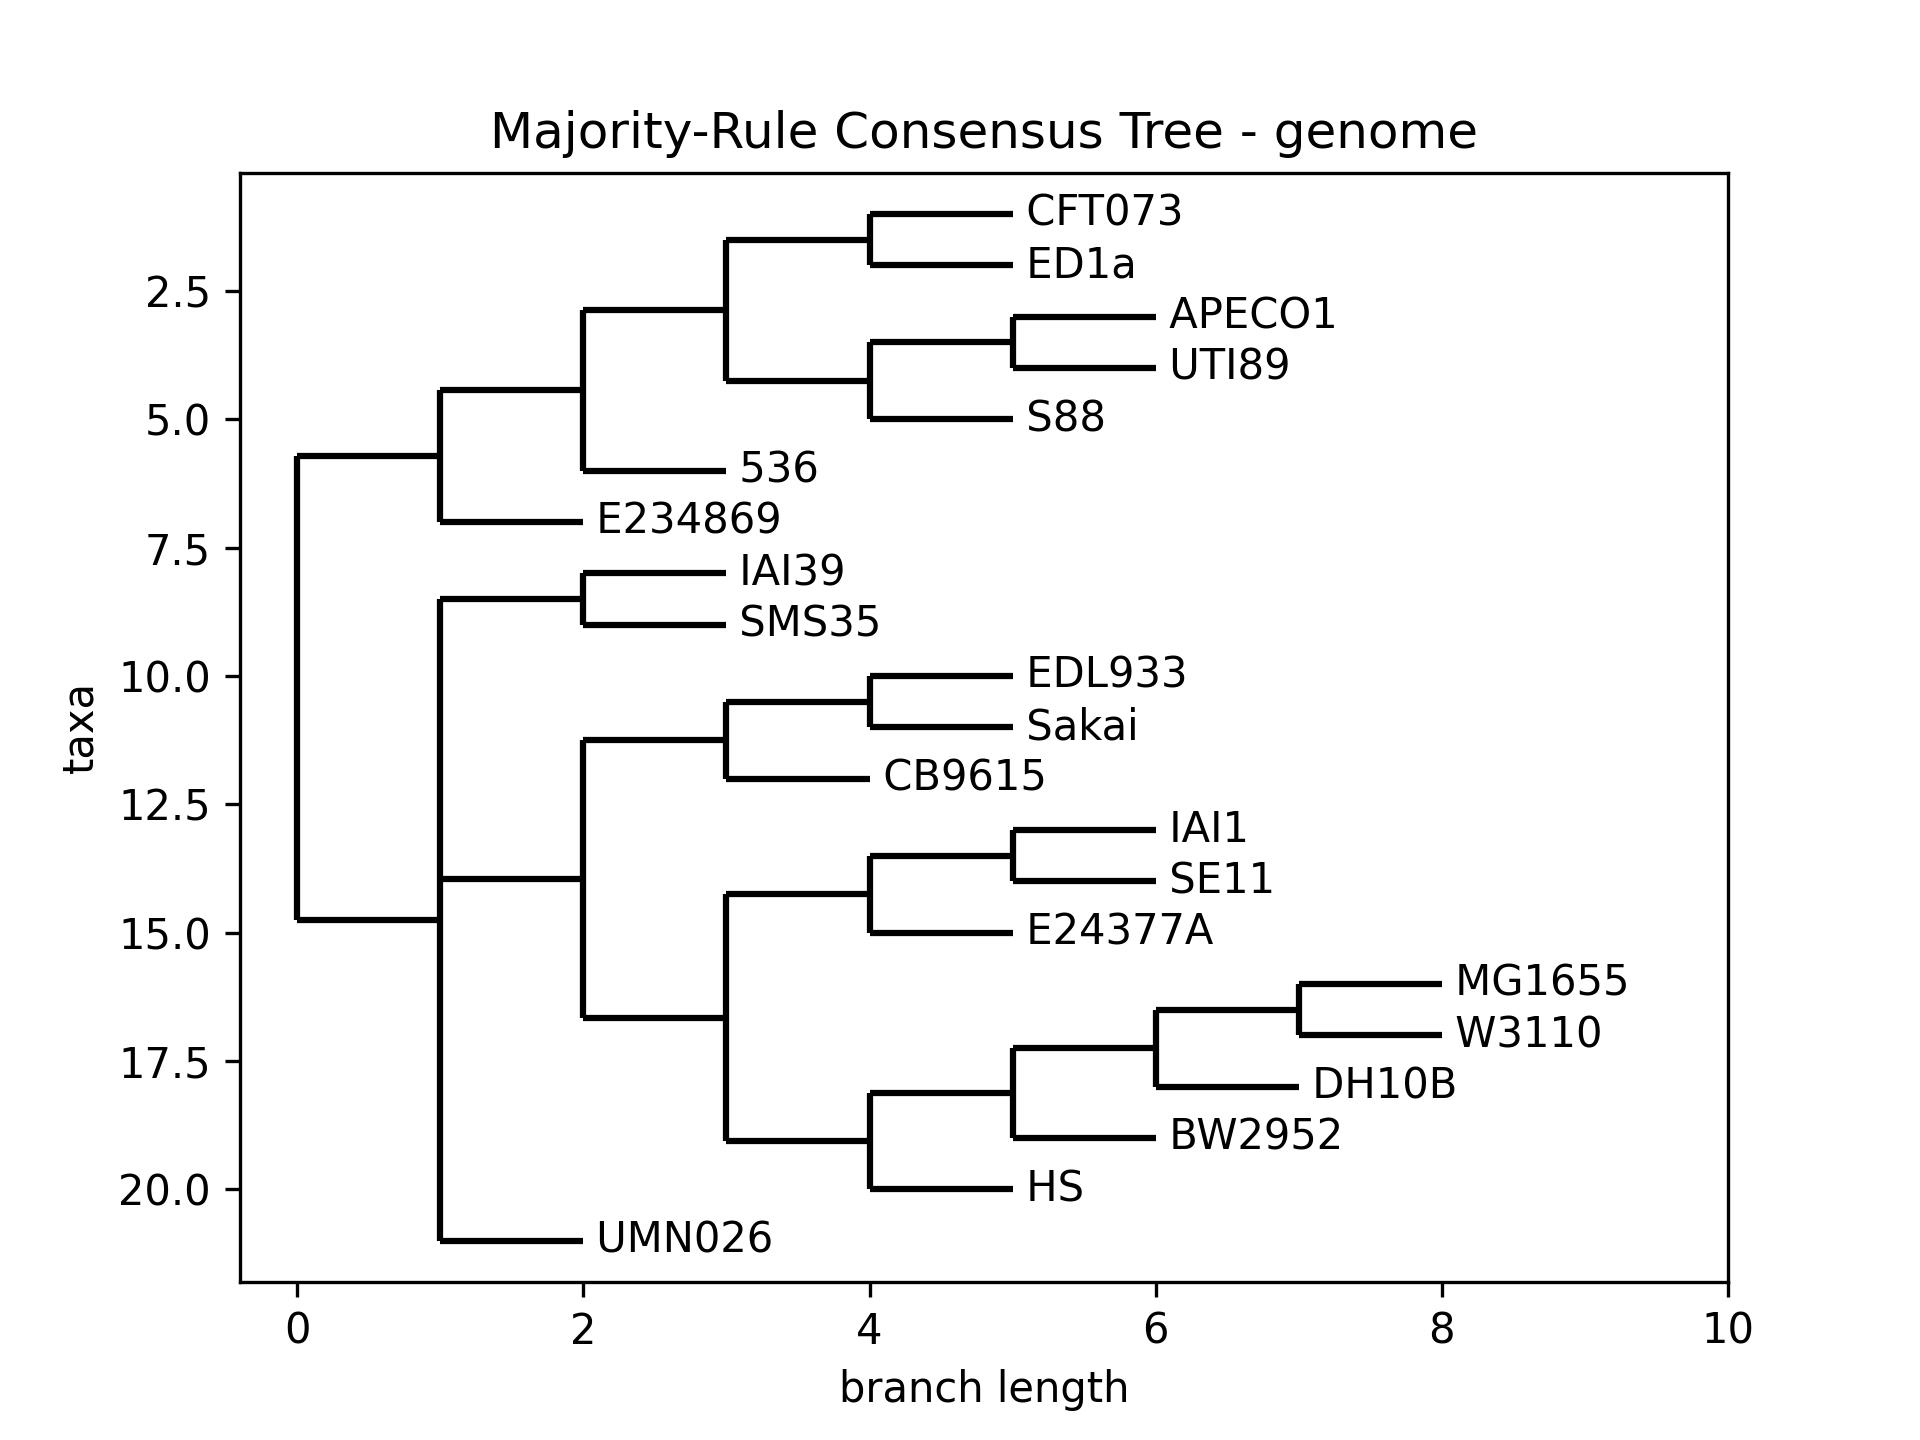 Majority-Rule Consensus Tree - genome
CFT073
ED1a
2.5
APECO1
UTI89
5.0
S88
536
E234869
7.5
IAI39
SMS35
10.0
EDL933
Sakai
taxa
CB9615
12.5
IAI1
SE11
15.0
E24377A
MG1655
W3110
17.5
DH10B
BW2952
20.0
HS
UMN026
0 2 4 6 8 10
branch length